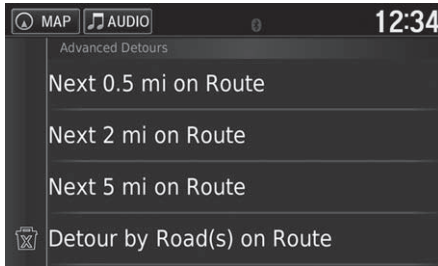 MAP AUDIO 12:34
Advanced Detours
Next 0.5 mi on Route
Next 2 mi on Route
Next 5 mi on Route
Detour by Road(s) on Route